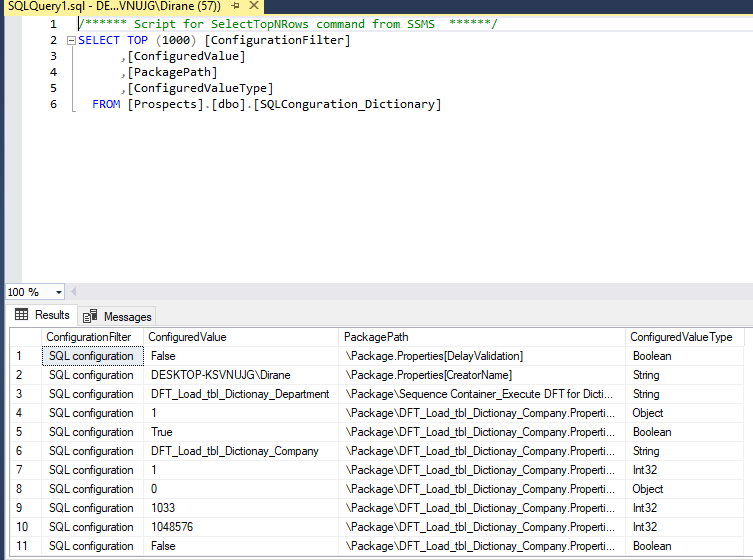 SQLQuery1.sql - DE...VNUJG\Dirane (57))
1 /****** Script for SelectTopNRows command from SSMS ******/
2 SELECT TOP (1000) [ConfigurationFilter]
3 ,[ConfiguredValue]
4 ,[PackagePath]
5 ,[ConfiguredValueType]
6 FROM [Prospects].[dbo].[SQLConguration_Dictionary]
100 %
Results Messages
ConfigurationFilter ConfiguredValue PackagePath ConfiguredValueType
1 SQL configuration False \Package.Properties[DelayValidation] Boolean
2 SQL configuration DESKTOP-KSVNUJG\Dirane \Package.Properties[CreatorName] String
3 SQL configuration DFT_Load_tbl_Dictionay_Department \Package\Sequence Container_Execute DFT for Dicti... String
4 SQL configuration 1 \Package\DFT_Load_tbl_Dictionay_Company.Properti... Object
5 SQL configuration True \Package\DFT_Load_tbl_Dictionay_Company.Properti... Boolean
6 SQL configuration DFT_Load_tbl_Dictionay_Company \Package\DFT_Load_tbl_Dictionay_Company.Properti... String
7 SQL configuration 1 \Package\DFT_Load_tbl_Dictionay_Company.Properti... Int32
8 SQL configuration 0 \Package\DFT_Load_tbl_Dictionay_Company.Properti... Object
9 SQL configuration 1033 \Package\DFT_Load_tbl_Dictionay_Company.Properti... Int32
10 SQL configuration 1048576 \Package\DFT_Load_tbl_Dictionay_Company.Properti... Int32
11 SQL configuration False \Package\DFT_Load_tbl_Dictionay_Company.Properti... Boolean